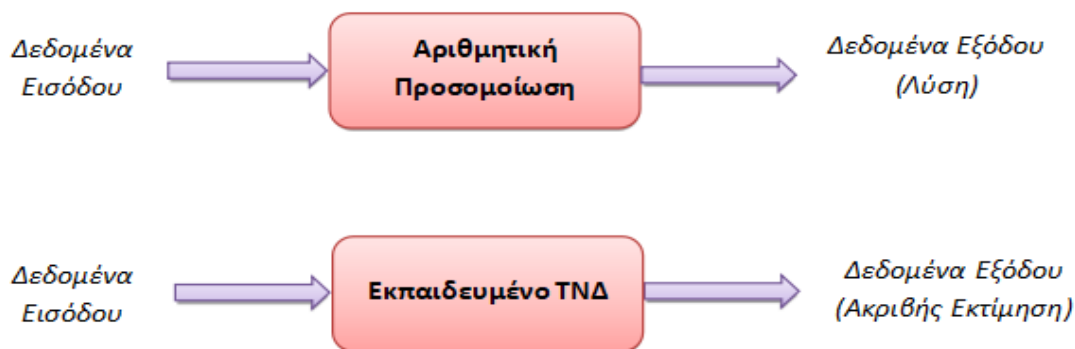 Δεδομένα
Εισόδου
Αριθμητική
Προσομοίωση
Δεδομένα Εξόδου
(Λύση)
Δεδομένα
Εισόδου
Εκπαιδευμένο ΤΝΔ
Δεδομένα Εξόδου
(Ακριβής Εκτίμηση)